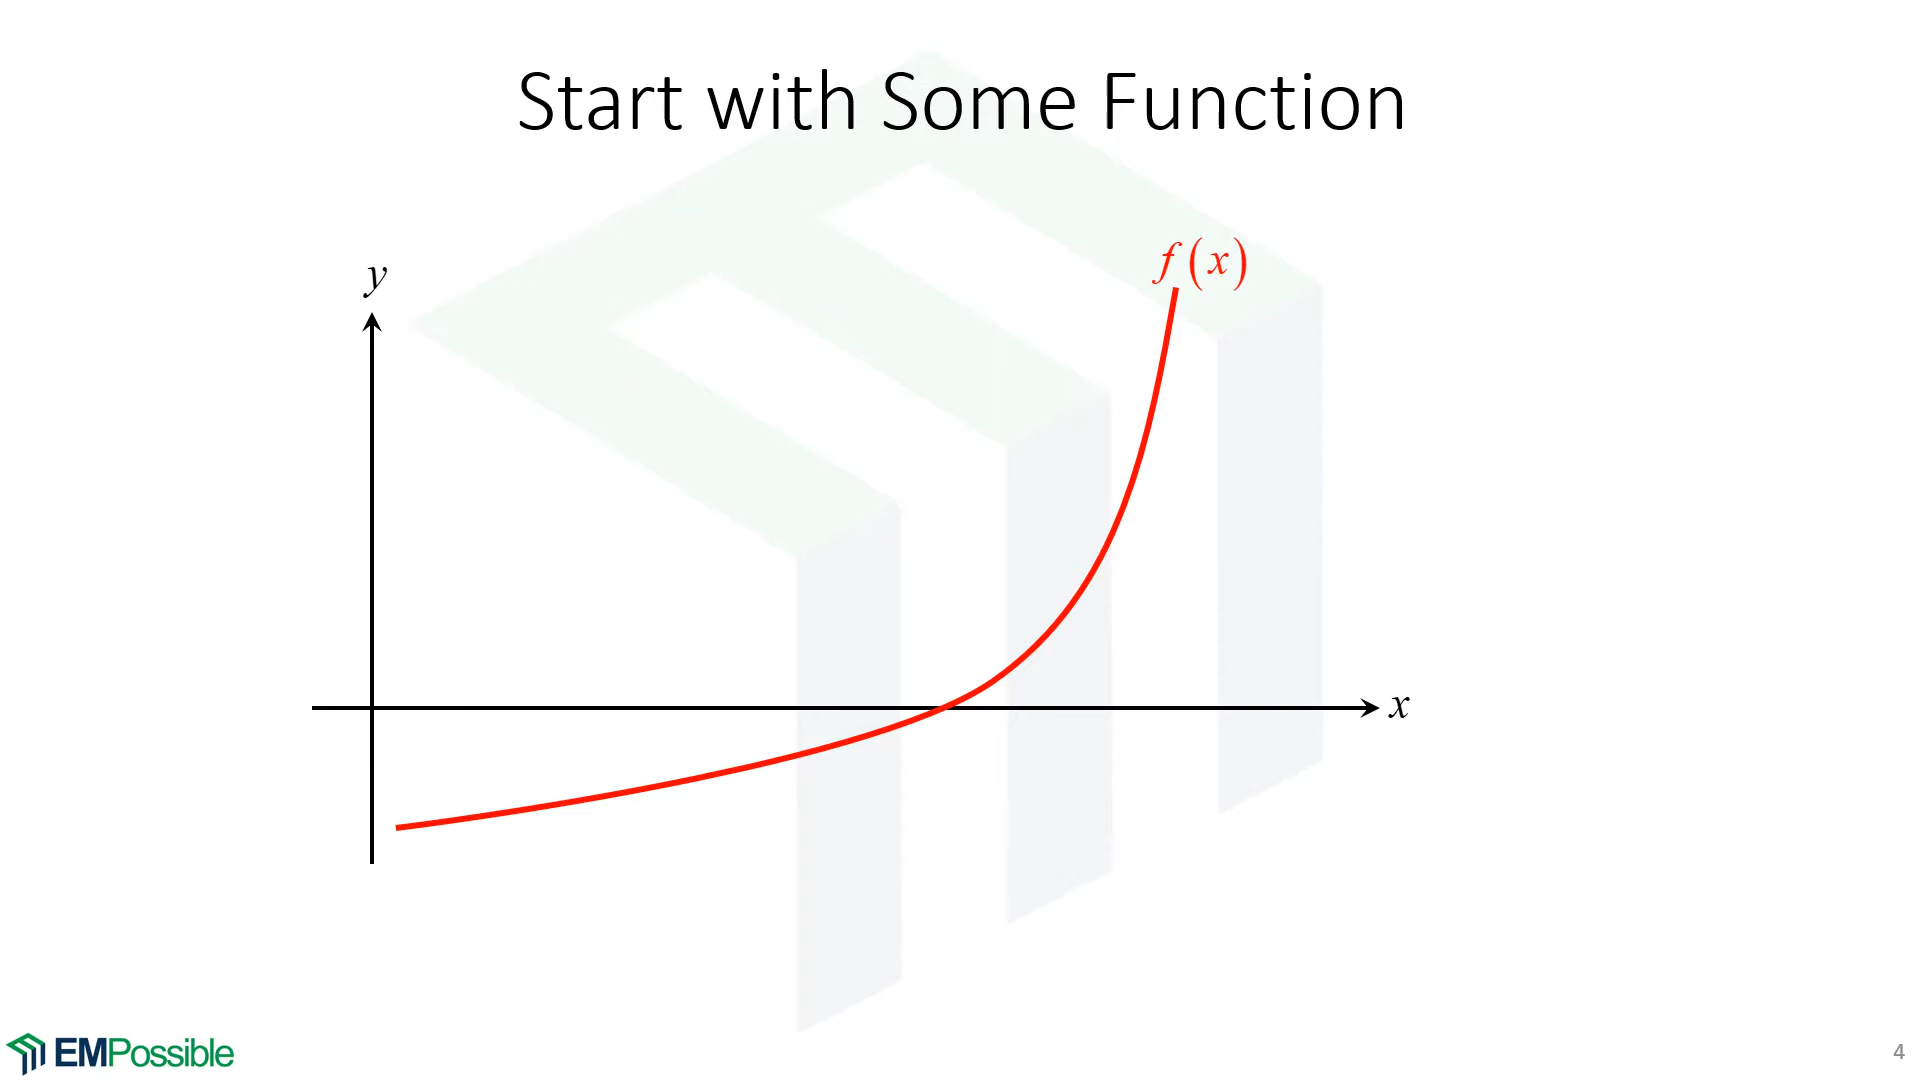 Start with Some Function
f(x)
y
x
EMPossible
4